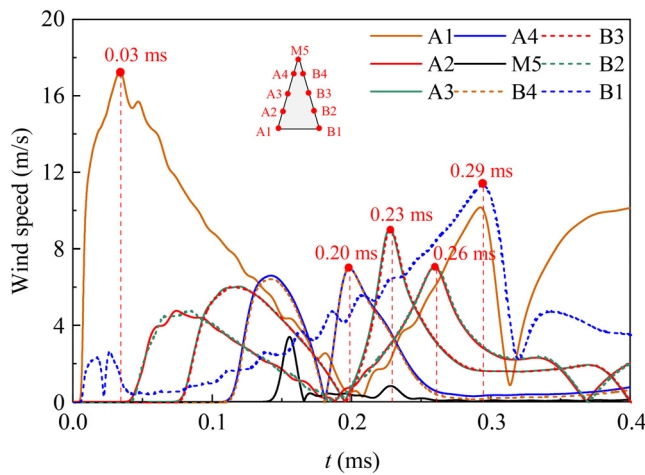 20
16
12
8
4
0
Wind speed (m/s)
0.0
0.1
0.2
0.3
0.4
t (ms)
0.03 ms
0.20 ms
0.23 ms
0.26 ms
0.29 ms
M5
A4 B4
A3 B3
A2 B2
A1 B1
A1 A4 B3
A2 M5 B2
A3 B4 B1